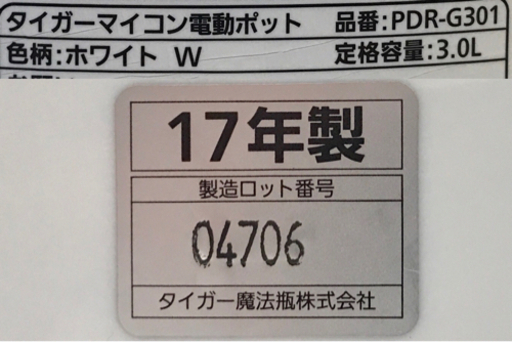 タイガーマイコン電動ポット 品番:PDR-G301
色柄:ホワイト W 定格容量:3.0L
17年製
製造ロット番号
04706
タイガー魔法瓶株式会社